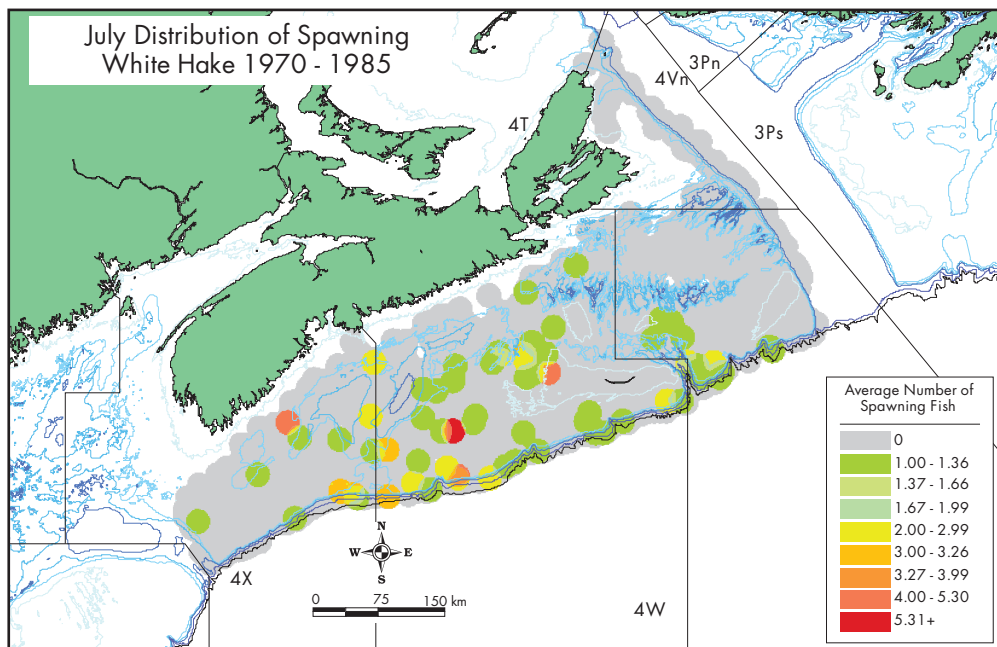 July Distribution of Spawning
White Hake 1970 - 1985
3Pn
4Vn
4T
3Ps
Average Number of
Spawning Fish
0
1.00 - 1.36
1.37 - 1.66
1.67 - 1.99
2.00 - 2.99
3.00 - 3.26
3.27 - 3.99
4.00 - 5.30
5.31+
N
W E
S
4X
0 75 150 km
4W